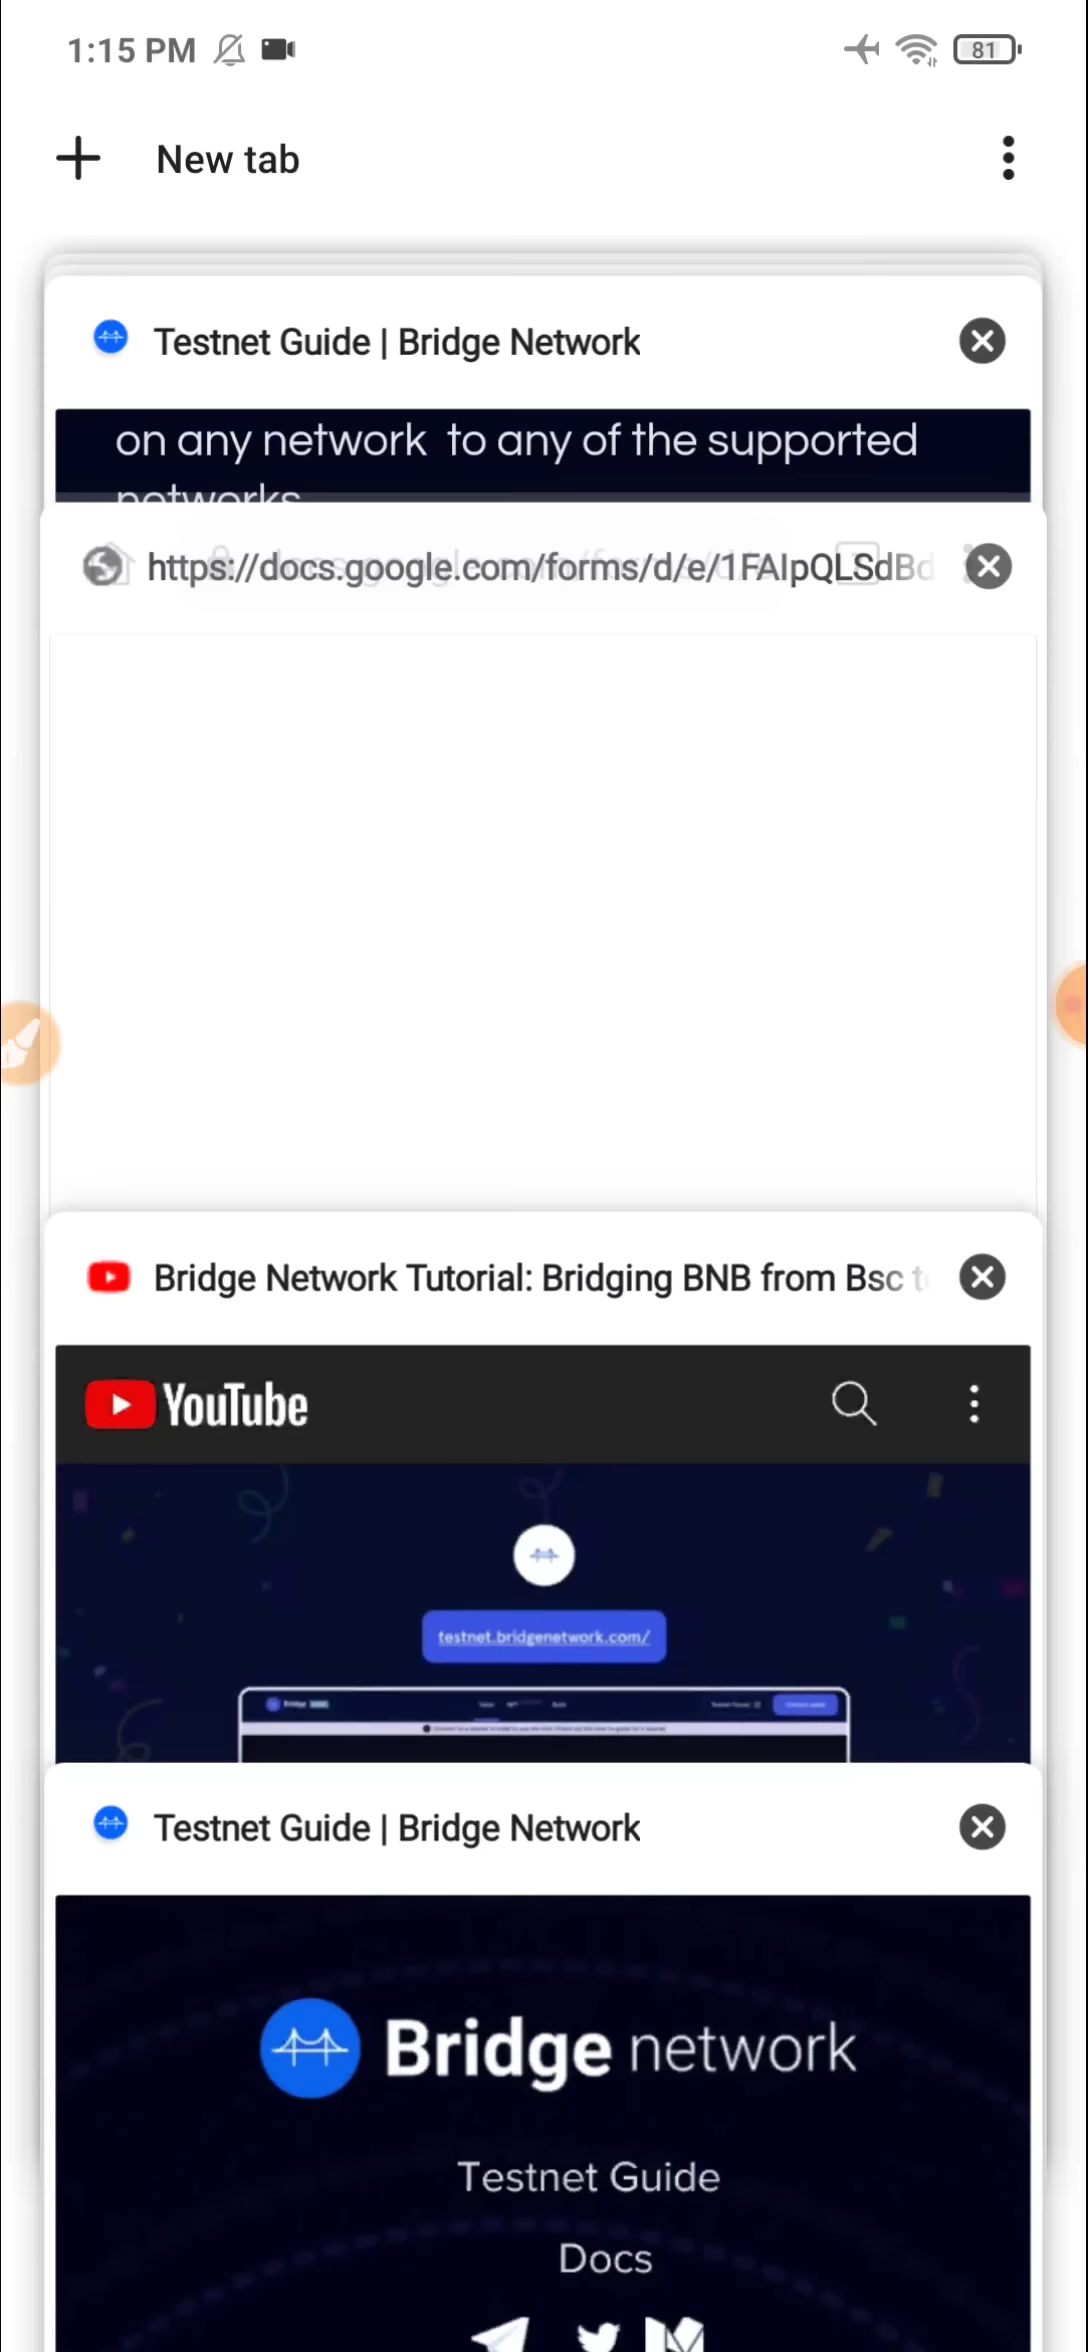 1:15 PM
81
New tab
Testnet Guide | Bridge Network
on any network to any of the supported
networks
https://docs.google.com/forms/d/e/1FAIpQLSdBd
Bridge Network Tutorial: Bridging BNB from Bsc t
YouTube
testnet.bridgenetwork.com/
Testnet Guide | Bridge Network
Bridge network
Testnet Guide
Docs